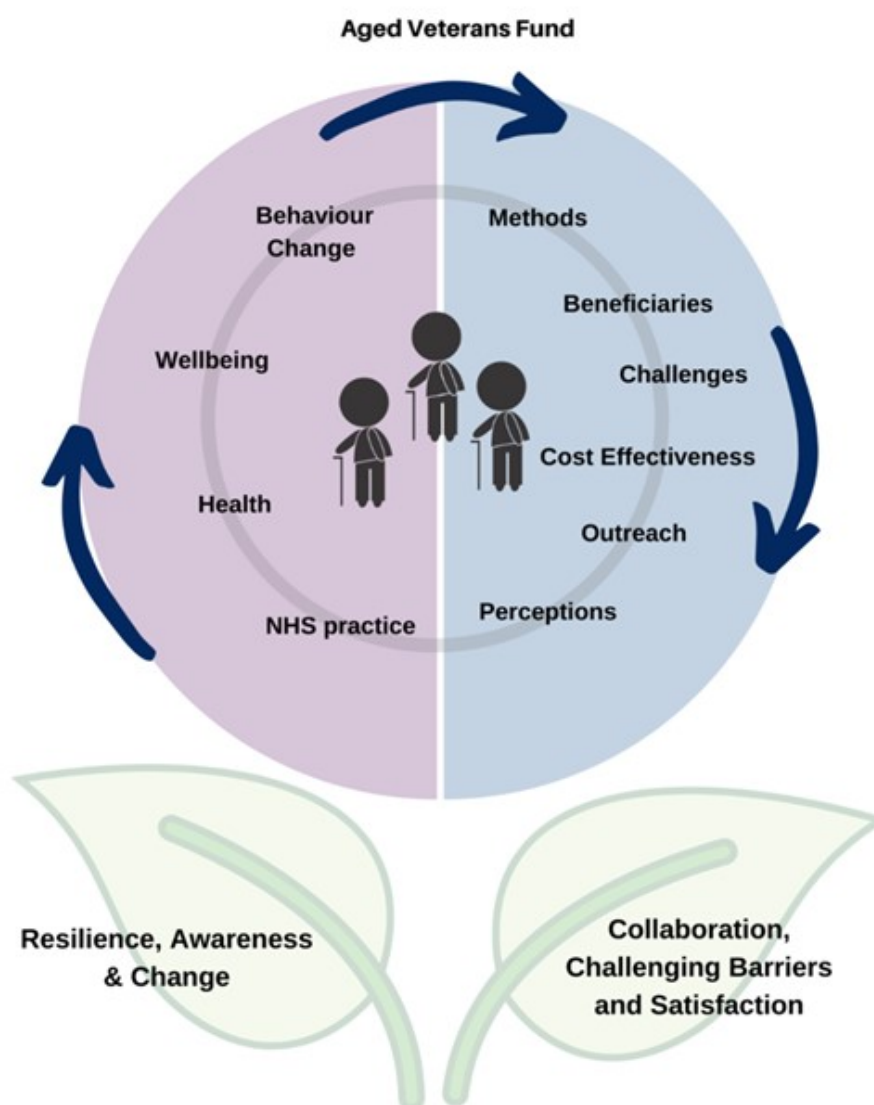 Aged Veterans Fund
Behaviour
Change
Wellbeing
Health
NHS practice
Methods
Beneficiaries
Challenges
Cost Effectiveness
Outreach
Perceptions
Resilience, Awareness
& Change
Collaboration,
Challenging Barriers
and Satisfaction